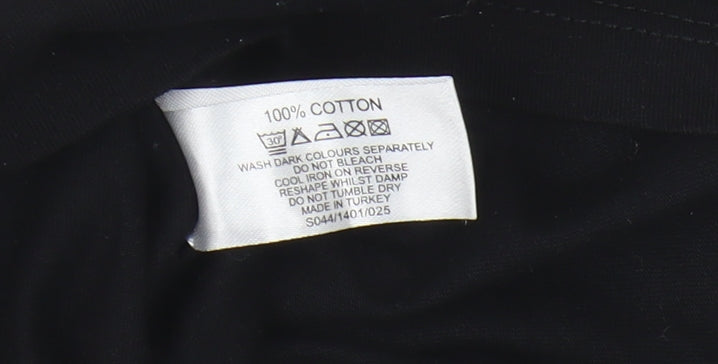 100% COTTON
30°
WASH DARK COLOURS SEPARATELY
DO NOT BLEACH
COOL IRON ON REVERSE
RESHAPE WHILST DAMP
DO NOT TUMBLE DRY
MADE IN TURKEY
S044/1401/025